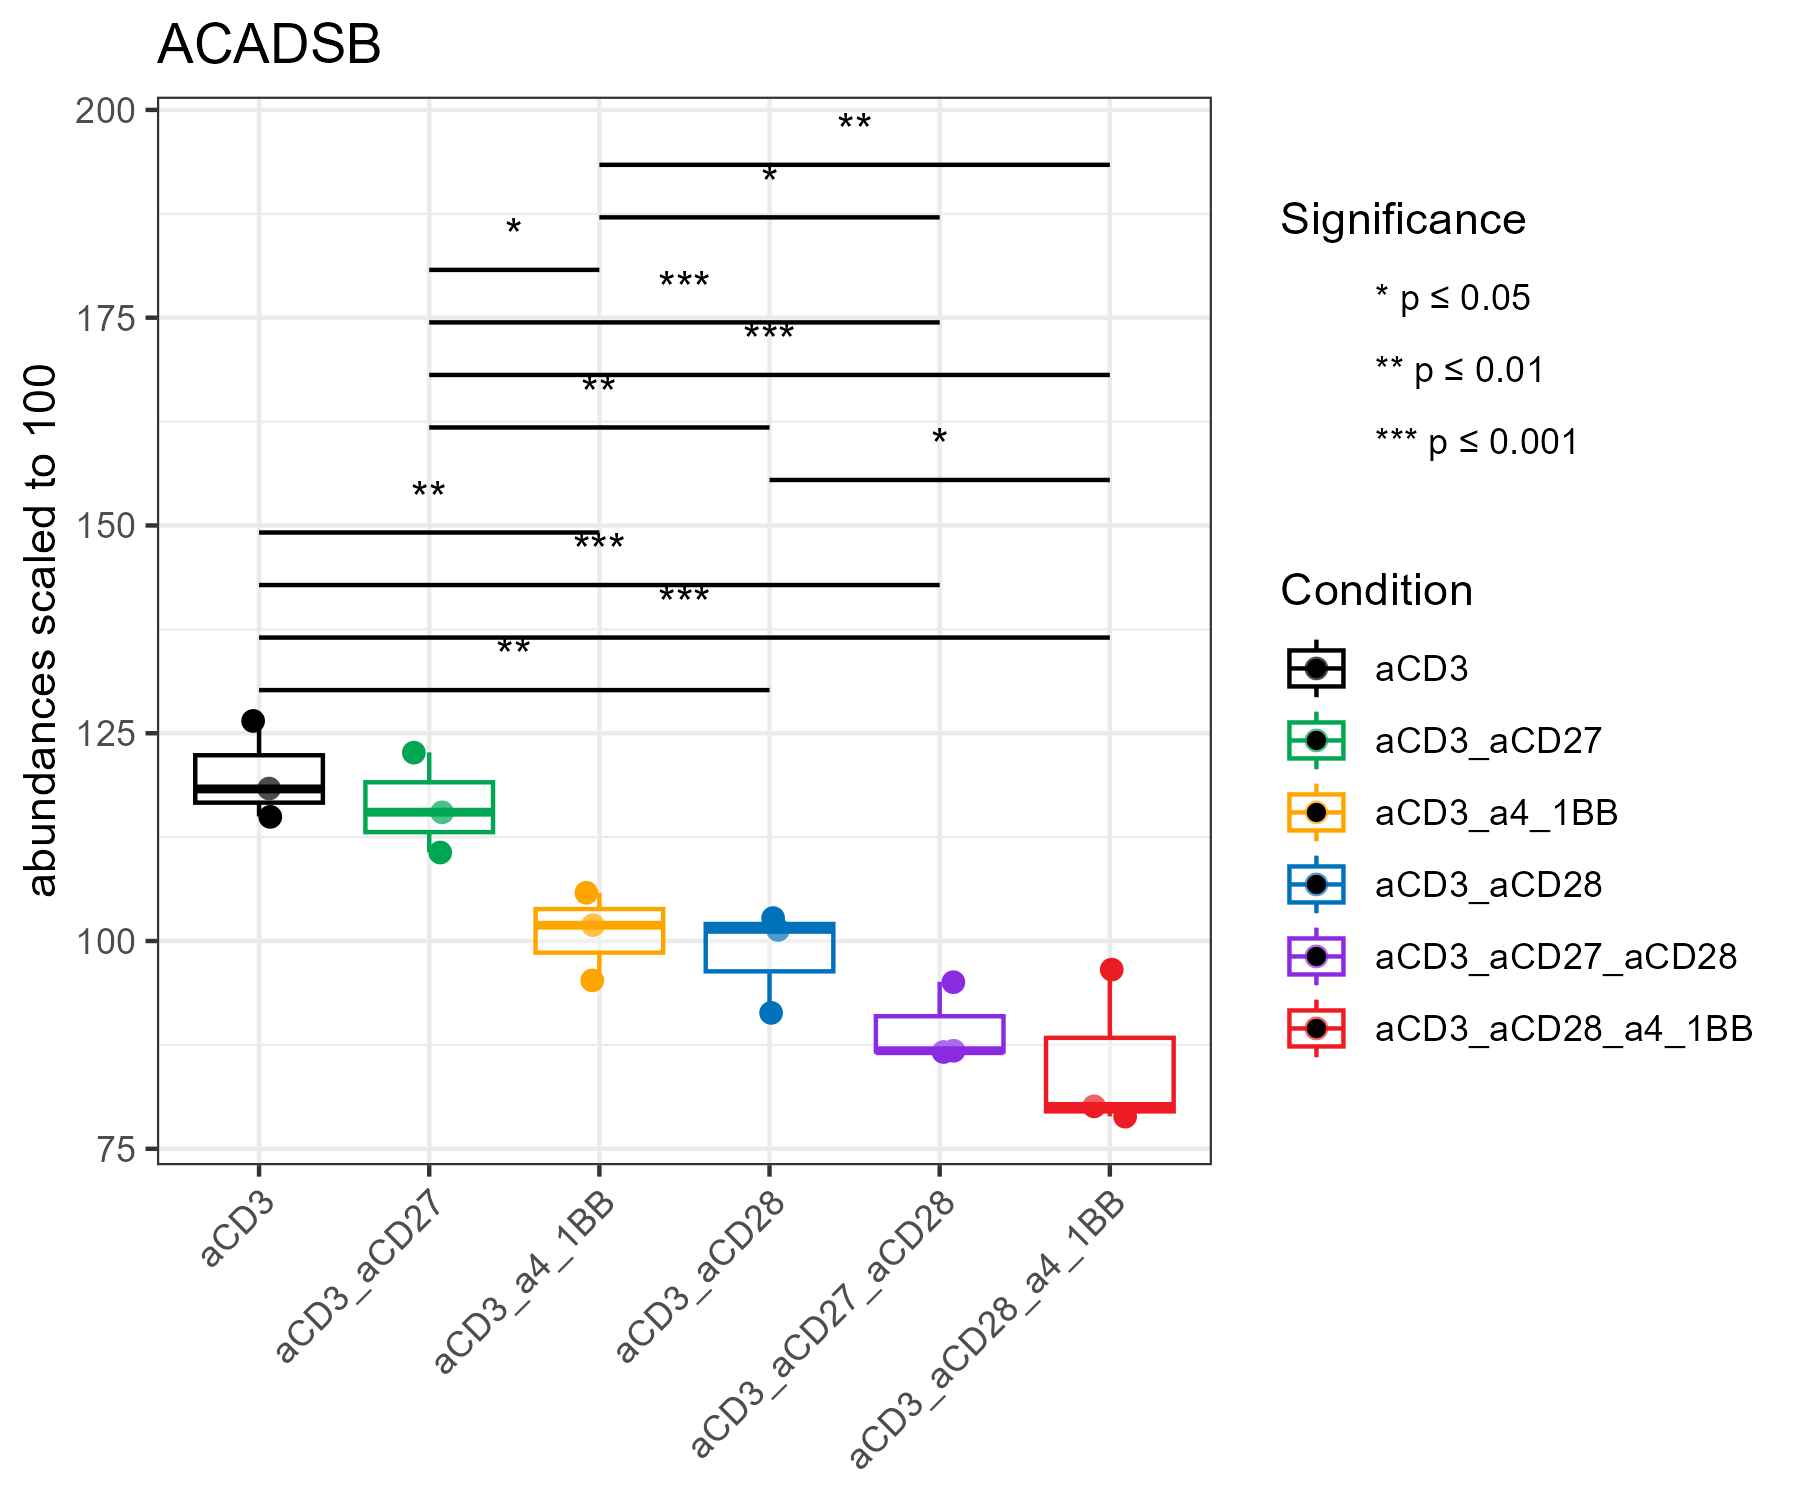 ACADSB
abundances scaled to 100
200
175
150
125
100
75
**
*
*
***
***
**
*
**
***
***
**
aCD3
aCD3_aCD27
aCD3_a4_1BB
aCD3_aCD28
aCD3_aCD27_aCD28
aCD3_aCD28_a4_1BB
Significance
* p ≤ 0.05
** p ≤ 0.01
*** p ≤ 0.001
Condition
aCD3
aCD3_aCD27
aCD3_a4_1BB
aCD3_aCD28
aCD3_aCD27_aCD28
aCD3_aCD28_a4_1BB